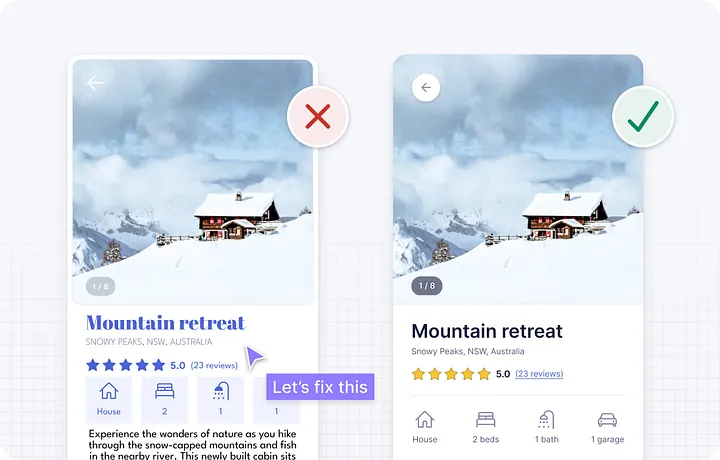 1 / 8
Mountain retreat
SNOWY PEAKS, NSW, AUSTRALIA
5.0 (23 reviews)
House
2
1
1
Let's fix this
Experience the wonders of nature as you hike
through the snow-capped mountains and fish
in the nearby river. This newly built cabin sits
1 / 8
Mountain retreat
Snowy Peaks, NSW, Australia
5.0 (23 reviews)
House
2 beds
1 bath
1 garage